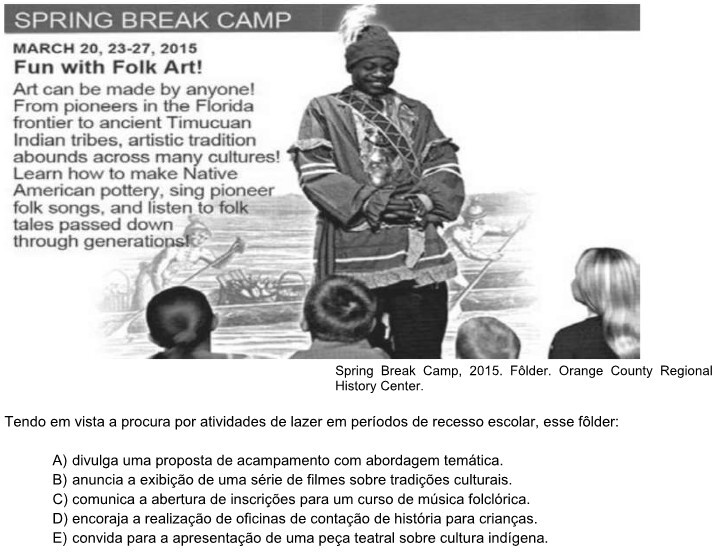 SPRING BREAK CAMP
MARCH 20, 23-27, 2015
Fun with Folk Art!
Art can be made by anyone!
From pioneers in the Florida
frontier to ancient Timucuan
Indian tribes, artistic tradition
abounds across many cultures!
Learn how to make Native
American pottery, sing pioneer
folk songs, and listen to folk
tales passed down
through generations!
Spring Break Camp, 2015. Fôlder. Orange County Regional
History Center.
Tendo em vista a procura por atividades de lazer em períodos de recesso escolar, esse fôlder:
A) divulga uma proposta de acampamento com abordagem temática.
B) anuncia a exibição de uma série de filmes sobre tradições culturais.
C) comunica a abertura de inscrições para um curso de música folclórica.
D) encoraja a realização de oficinas de contação de história para crianças.
E) convida para a apresentação de uma peça teatral sobre cultura indígena.